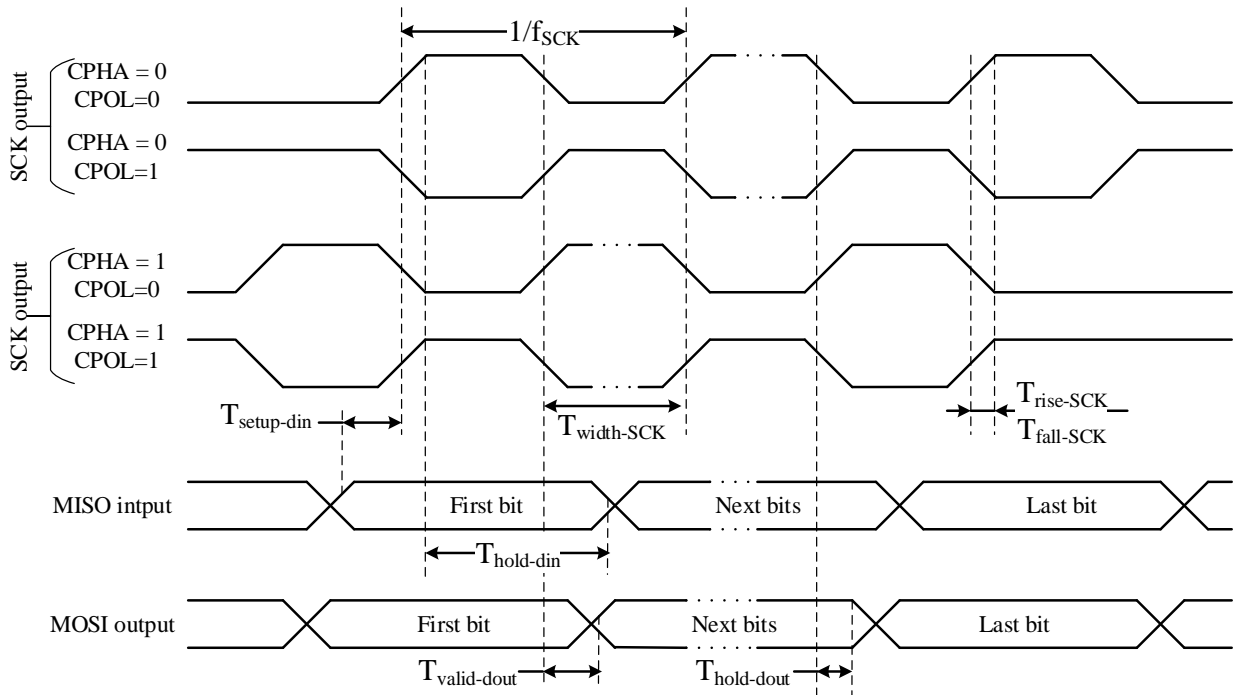 1/fSCK
SCK output
CPHA = 0
CPOL=0
CPHA = 0
CPOL=1
SCK output
CPHA = 1
CPOL=0
CPHA = 1
CPOL=1
Tsetup-din
Twidth-SCK
Trise-SCK
Tfall-SCK
MISO intput
First bit
Next bits
Last bit
Thold-din
MOSI output
First bit
Next bits
Last bit
Tvalid-dout
Thold-dout